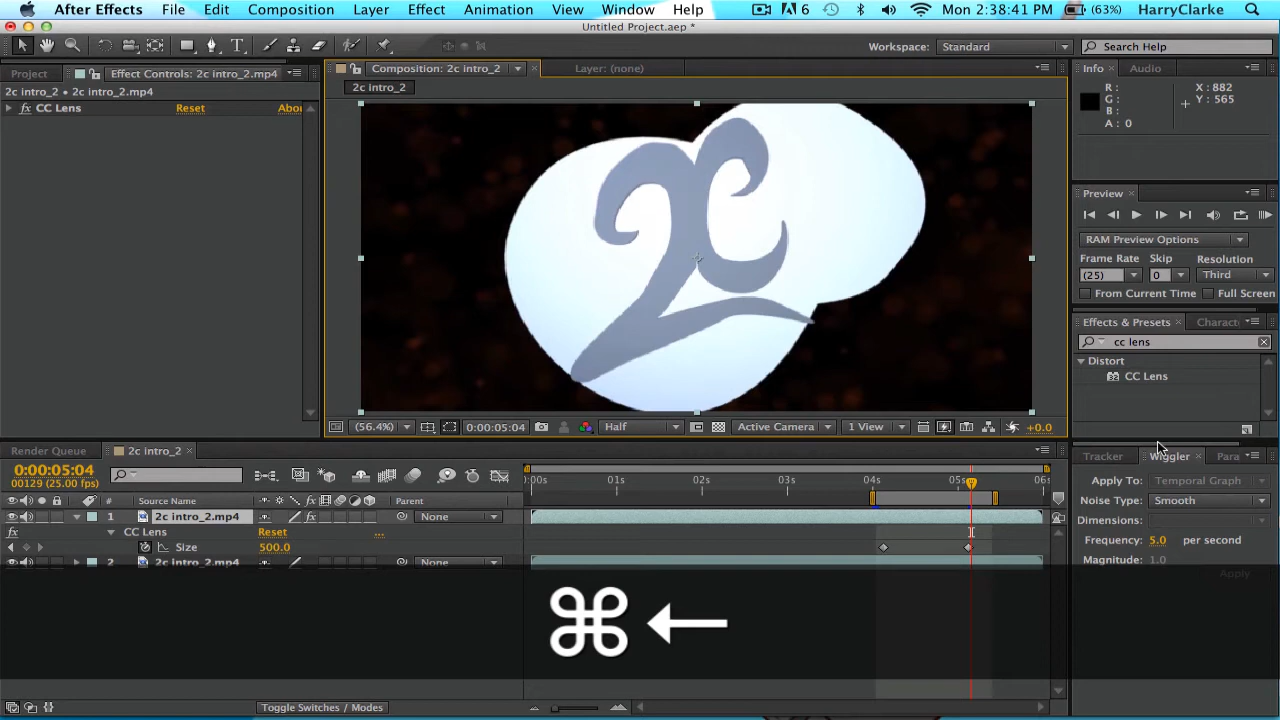 After Effects File Edit Composition Layer Effect Animation View Window Help 6 (63%) Mon 2:38:41 PM HarryClarke
Untitled Project.aep *
Workspace: Standard Search Help
Project Effect Controls: 2c intro_2.mp4 Composition: 2c intro_2 Layer: (none) Info Audio
2c intro_2 • 2c intro_2.mp4 2c intro_2
fx CC Lens Reset Abou
R: X: 882
G: Y: 565
B:
A: 0
2c
Preview
RAM Preview Options
Frame Rate Skip Resolution
(25) 0 Third
From Current Time Full Screen
Effects & Presets Charact
cc lens
Distort
CC Lens
(56.4%) 0:00:05:04 Half Active Camera 1 View +0.0
Render Queue 2c intro_2
0:00:05:04
00129 (25.00 fps)
:00s 01s 02s 03s 04s 05s 06s
# Source Name Parent
1 2c intro_2.mp4 fx None
fx CC Lens Reset ...
Size 500.0
2 2c intro_2.mp4 None
Tracker Wiggler Para
Apply To: Temporal Graph
Noise Type: Smooth
Dimensions:
Frequency: 5.0 per second
Magnitude: 1.0
Apply
⌘ ←
Toggle Switches / Modes